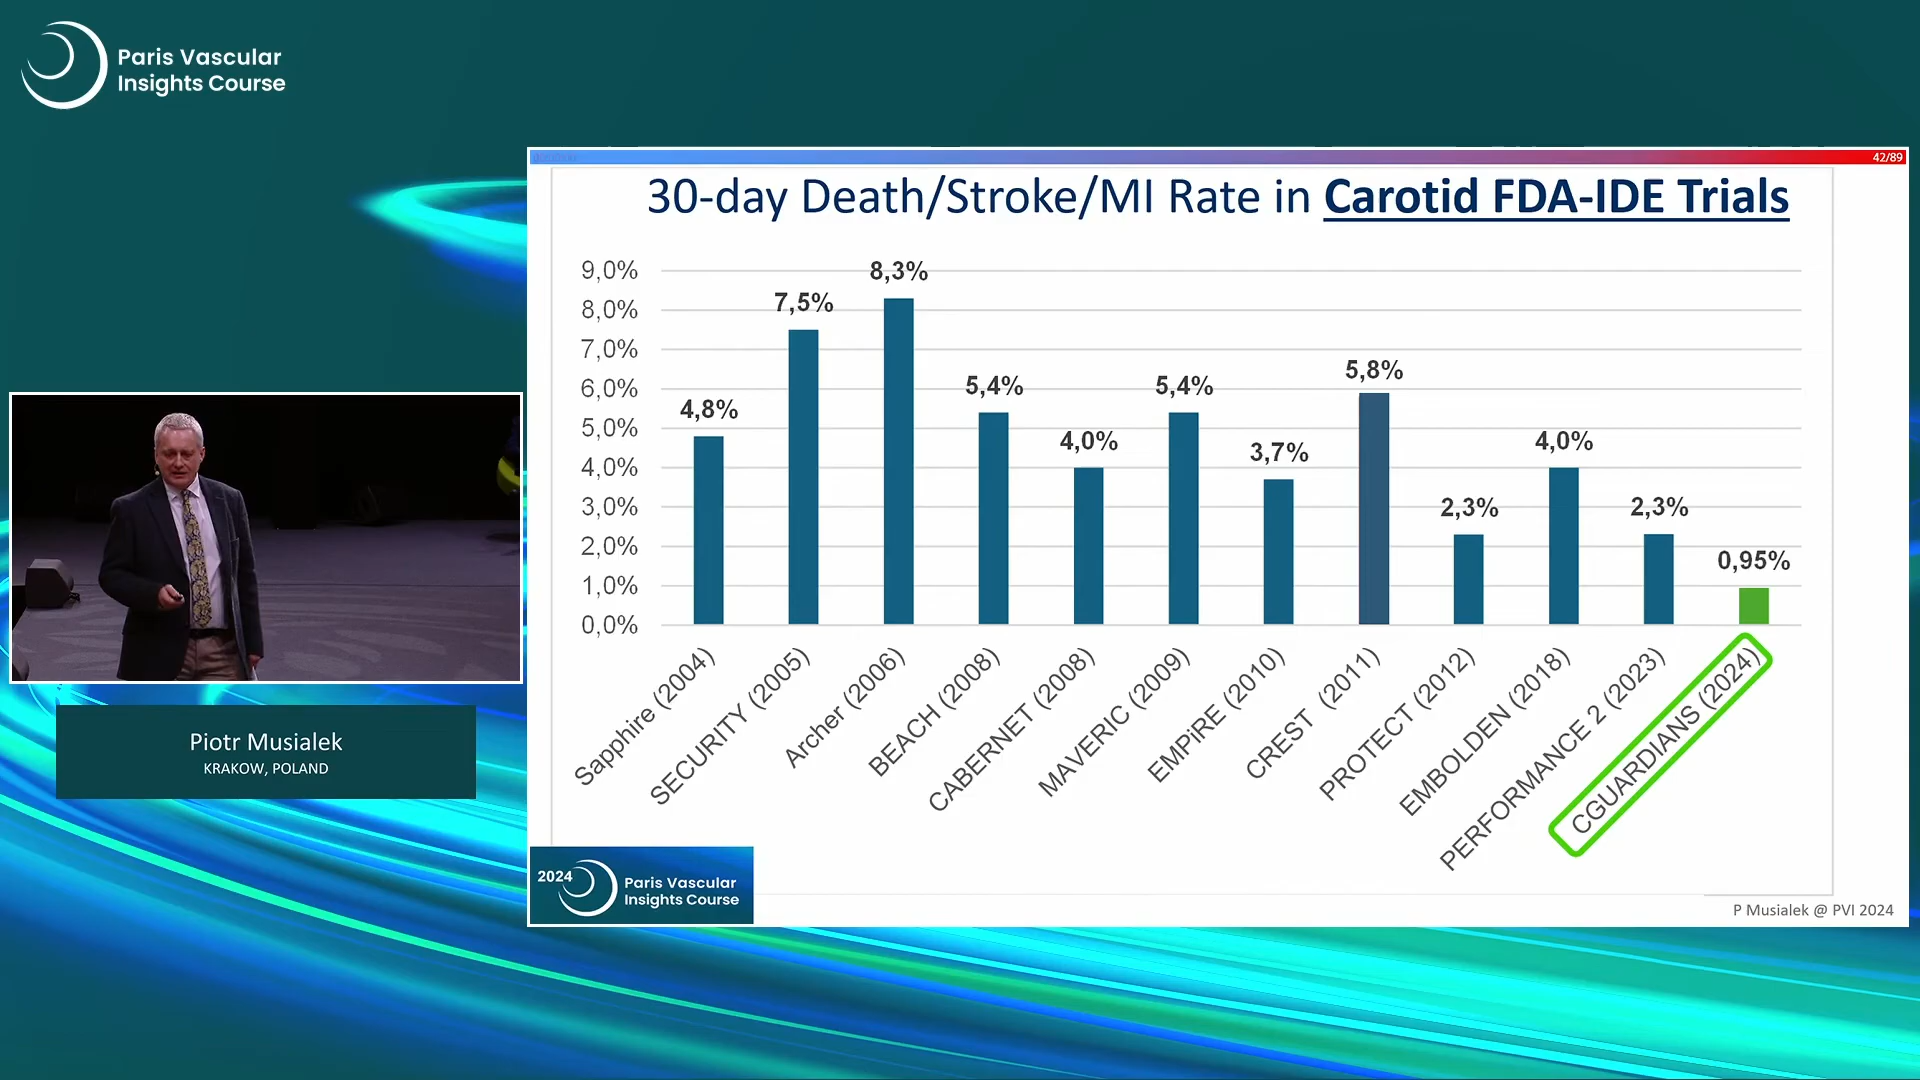 Paris Vascular
Insights Course
42/89
30-day Death/Stroke/MI Rate in Carotid FDA-IDE Trials
9,0%
8,0%
7,0%
6,0%
5,0%
4,0%
3,0%
2,0%
1,0%
0,0%
4,8%
7,5%
8,3%
5,4%
4,0%
5,4%
3,7%
5,8%
2,3%
4,0%
2,3%
0,95%
Sapphire (2004)
SECURITY (2005)
Archer (2006)
BEACH (2008)
CABERNET (2008)
MAVERIC (2009)
EMPiRE (2010)
CREST (2011)
PROTECT (2012)
EMBOLDEN (2018)
PERFORMANCE 2 (2023)
CGUARDIANS (2024)
Piotr Musialek
KRAKOW, POLAND
2024
Paris Vascular
Insights Course
P Musialek @ PVI 2024